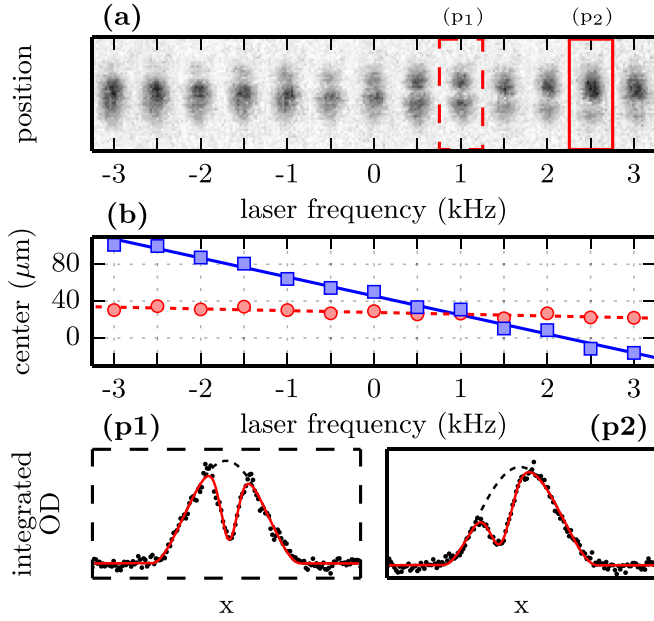 (a) (p₁) (p₂)
position
-3 -2 -1 0 1 2 3
laser frequency (kHz)
(b)
center (μm)
80
40
0
-3 -2 -1 0 1 2 3
laser frequency (kHz)
(p1) (p2)
integrated
OD
x x